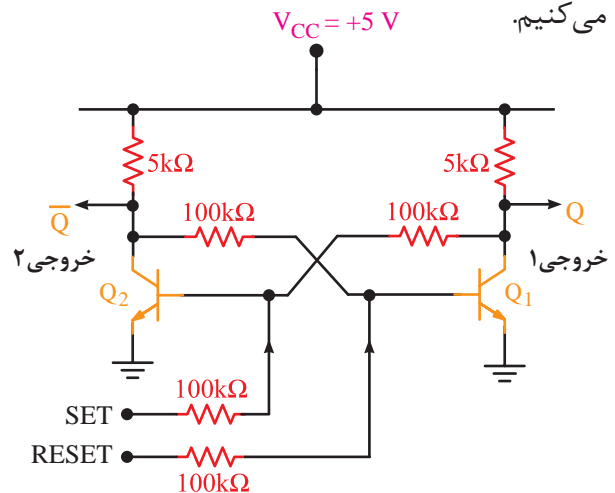 می‌کنیم.
V_CC = +5 V
5kΩ
5kΩ
Q̅
100kΩ
100kΩ
Q
خروجی۲
خروجی۱
Q₂
Q₁
100kΩ
SET
RESET
100kΩ